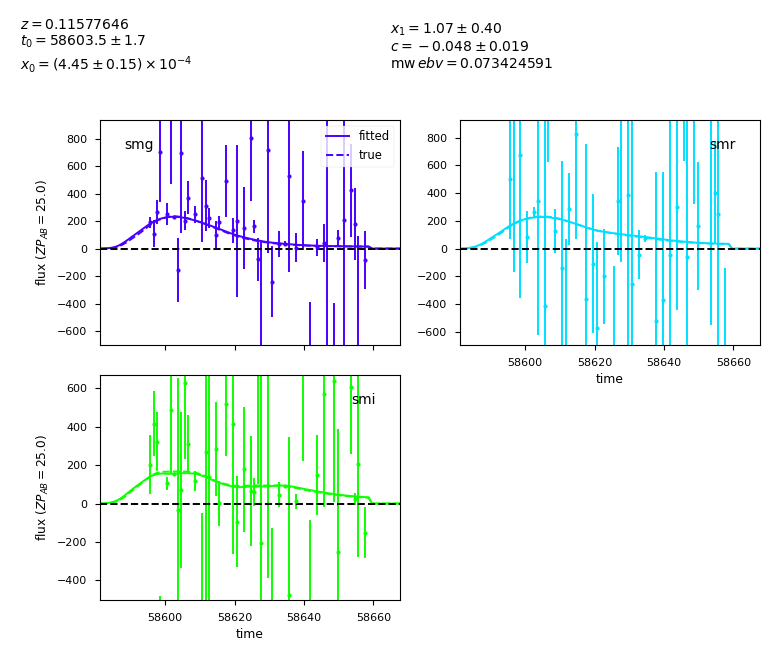 z = 0.11577646
t₀ = 58603.5 ± 1.7
x₀ = (4.45 ± 0.15) × 10⁻⁴
x₁ = 1.07 ± 0.40
c = −0.048 ± 0.019
mw ebv = 0.073424591
smg
fitted
true
800
600
400
200
0
−200
−400
−600
flux (ZP_AB = 25.0)
smr
800
600
400
200
0
−200
−400
−600
58600 58620 58640 58660
time
smi
600
400
200
0
−200
−400
flux (ZP_AB = 25.0)
58600 58620 58640 58660
time